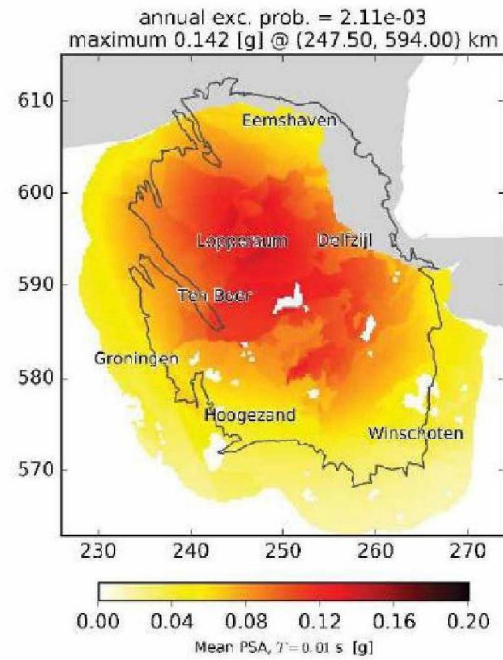 annual exc. prob. = 2.11e-03
maximum 0.142 [g] @ (247.50, 594.00) km
610
Eemshaven
600
Loppersum Delfzijl
590
Ten Boer
Groningen
580
Hoogezand
Winschoten
570
230 240 250 260 270
0.00 0.04 0.08 0.12 0.16 0.20
Mean PSA, T = 0.01 s [g]